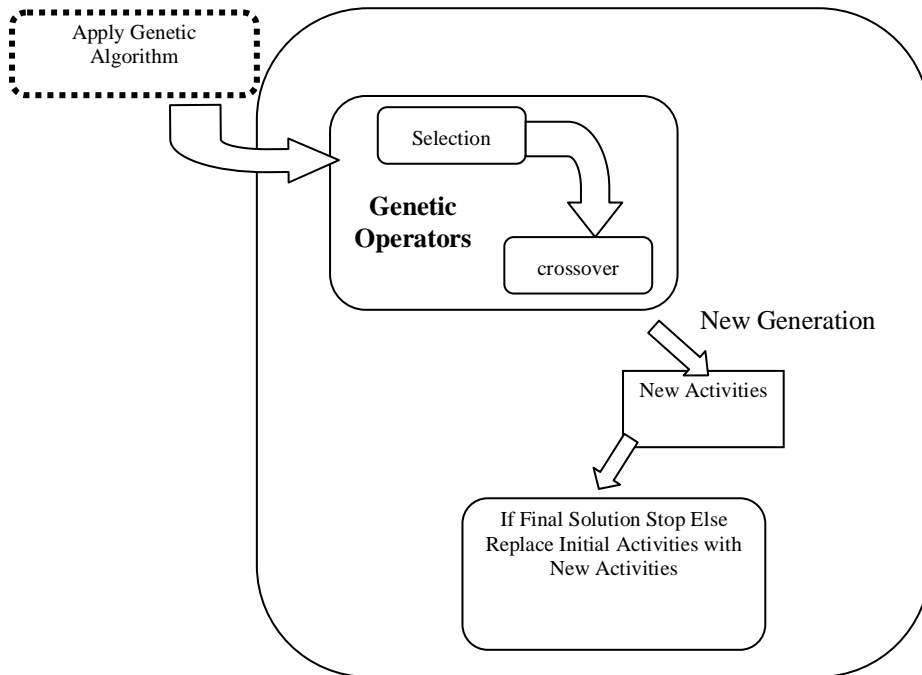 Apply Genetic
Algorithm
Selection
Genetic
Operators
crossover
New Generation
New Activities
If Final Solution Stop Else
Replace Initial Activities with
New Activities